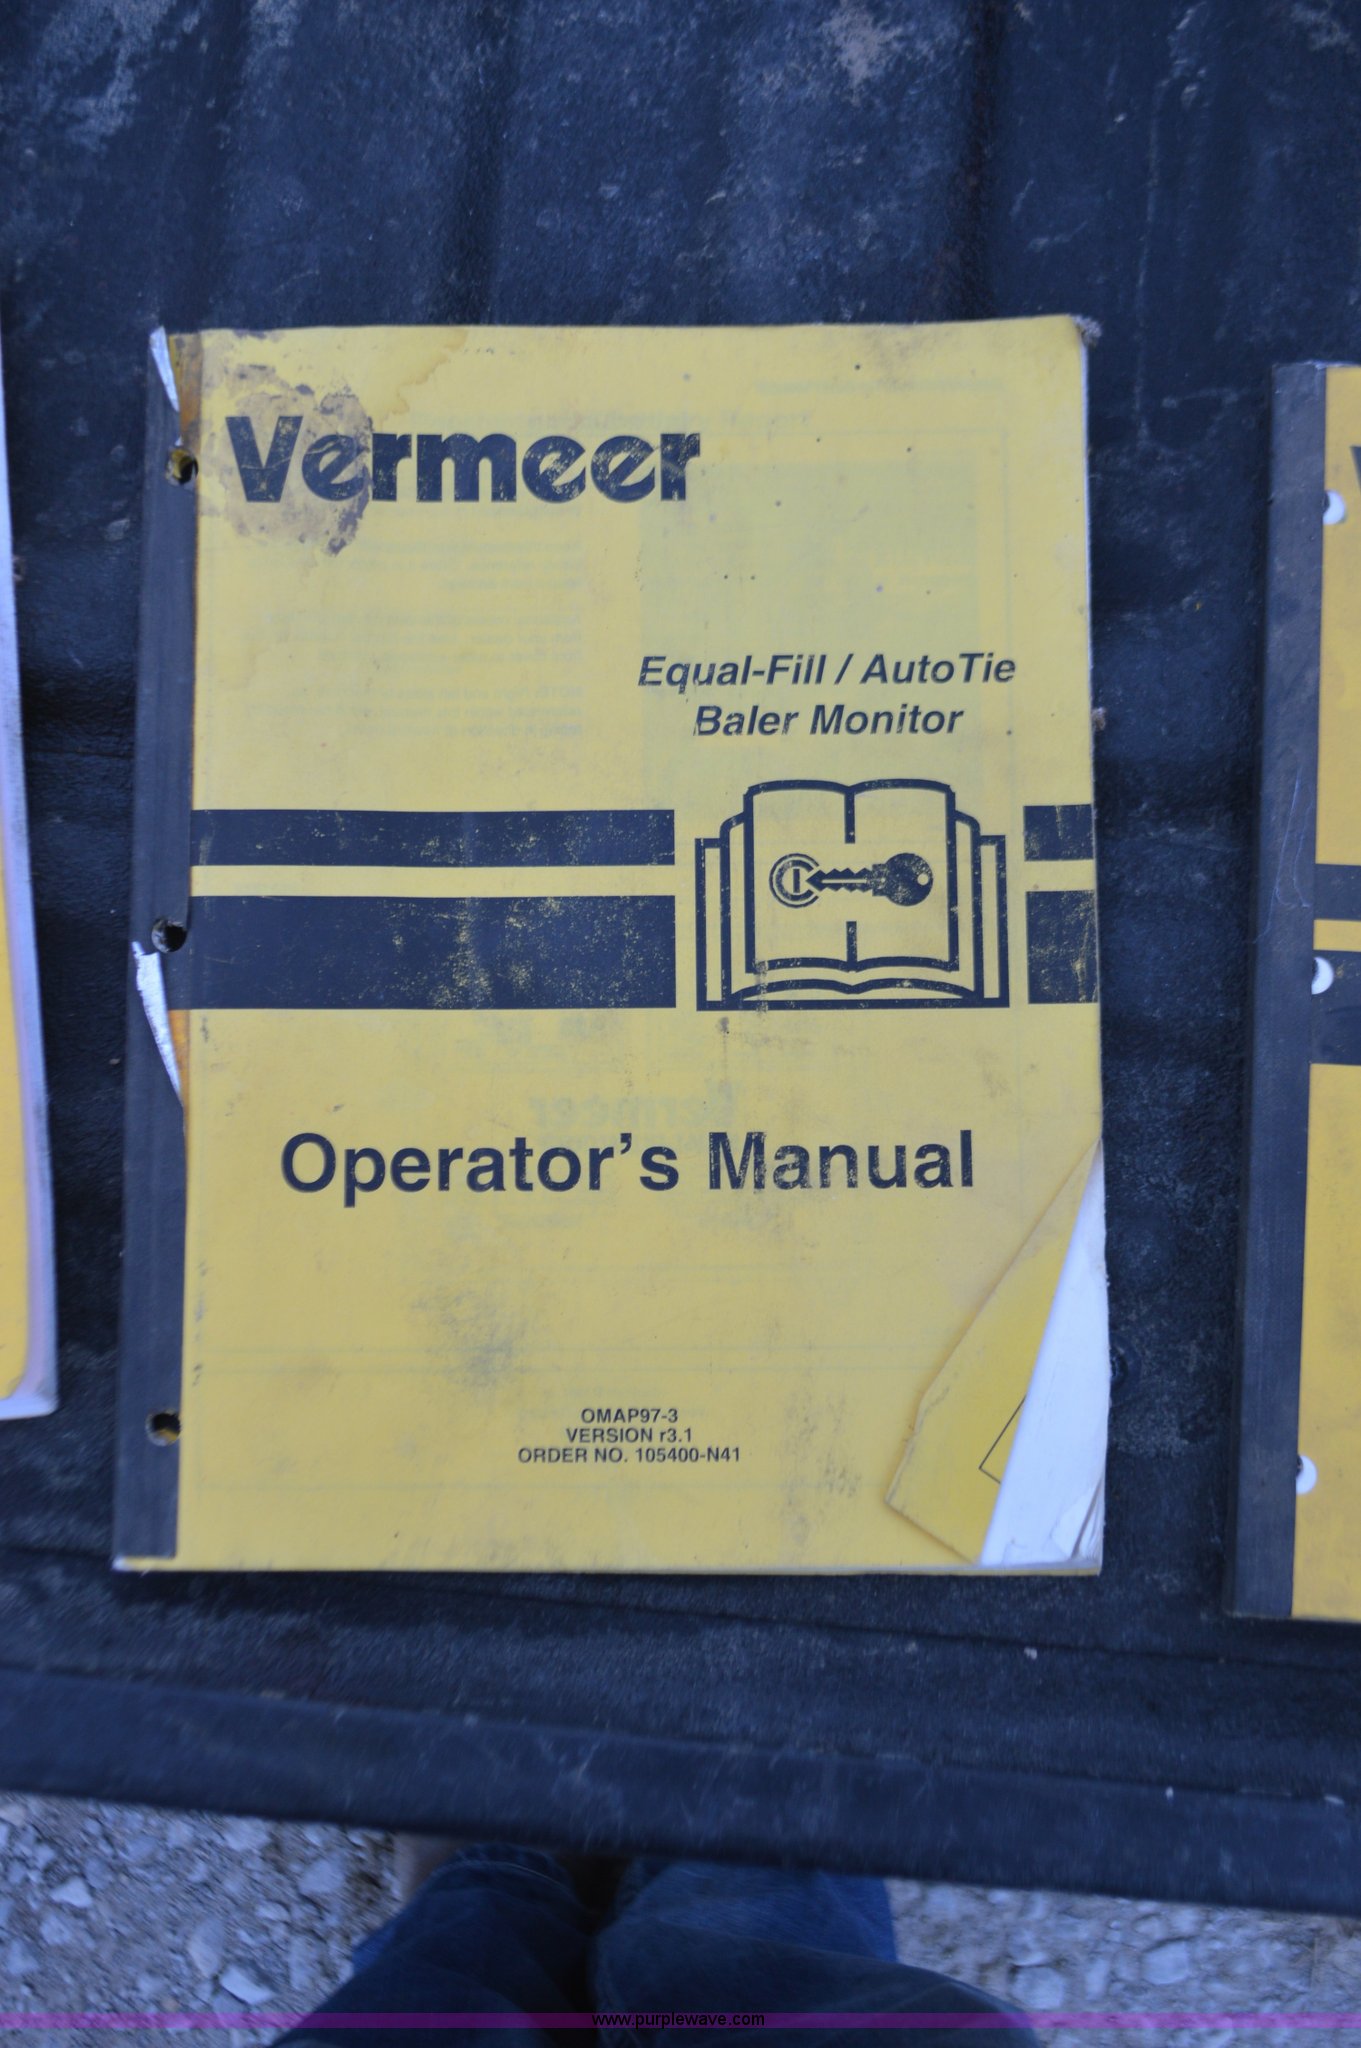 Vermeer
Equal-Fill / AutoTie
Baler Monitor
Operator's Manual
OMAP97-3
VERSION r3.1
ORDER NO. 105400-N41
www.purplewave.com